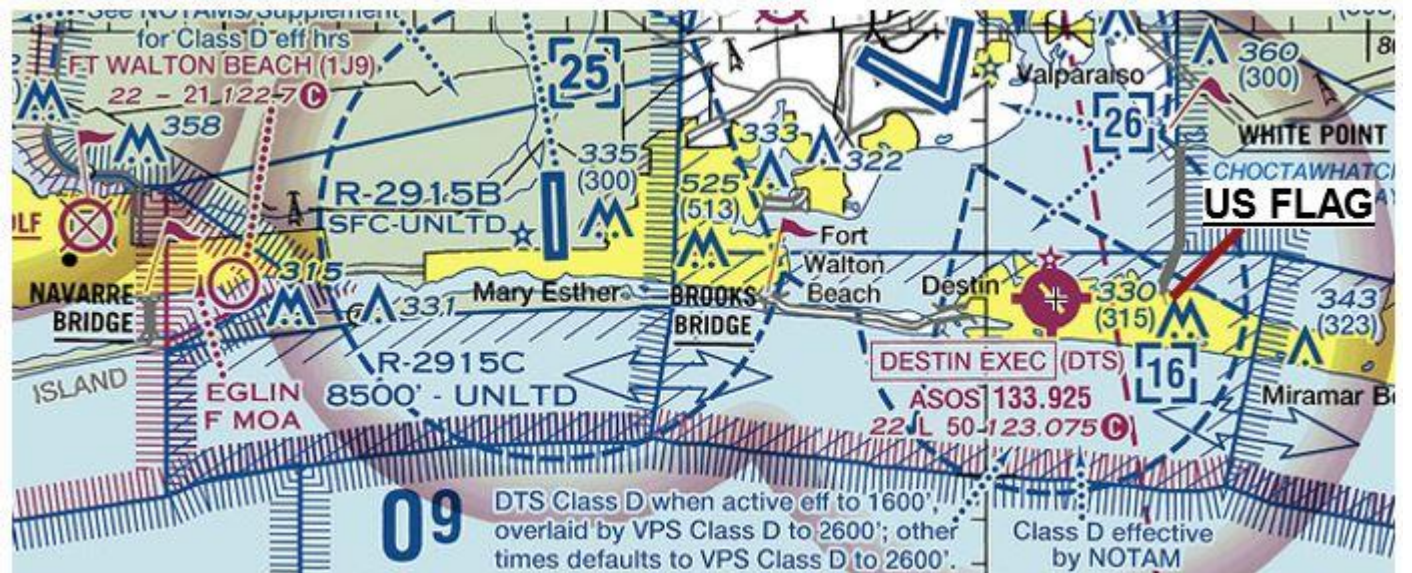 See NOTAMs/Supplement
for Class D eff hrs
FT WALTON BEACH (1J9)
22 - 21 122.7 C
358
25
335
(300)
R-2915B
SFC-UNLTD
525
(513)
333
322
Valparaiso
26
360
(300)
WHITE POINT
US FLAG
NAVARRE
BRIDGE
315
331
Mary Esther
BROOKS
BRIDGE
Fort
Walton
Beach
Destin
330
(315)
343
(323)
ISLAND
EGLIN
F MOA
R-2915C
8500' - UNLTD
DESTIN EXEC (DTS)
ASOS 133.925
22 L 50 123.075 C
16
Miramar
09
DTS Class D when active eff to 1600',
overlaid by VPS Class D to 2600'; other
times defaults to VPS Class D to 2600'.
Class D effective
by NOTAM